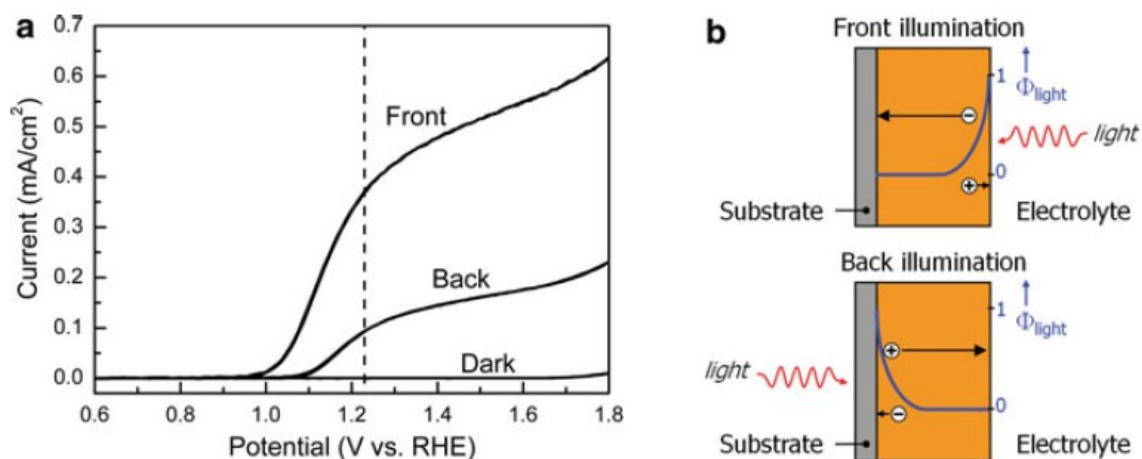 a
0.7
0.6
0.5
0.4
0.3
0.2
0.1
0.0
Current (mA/cm²)
Front
Back
Dark
0.6 0.8 1.0 1.2 1.4 1.6 1.8
Potential (V vs. RHE)
b
Front illumination
1
Φlight
−
light
0
+
Substrate Electrolyte
Back illumination
1
Φlight
+
light
0
−
Substrate Electrolyte